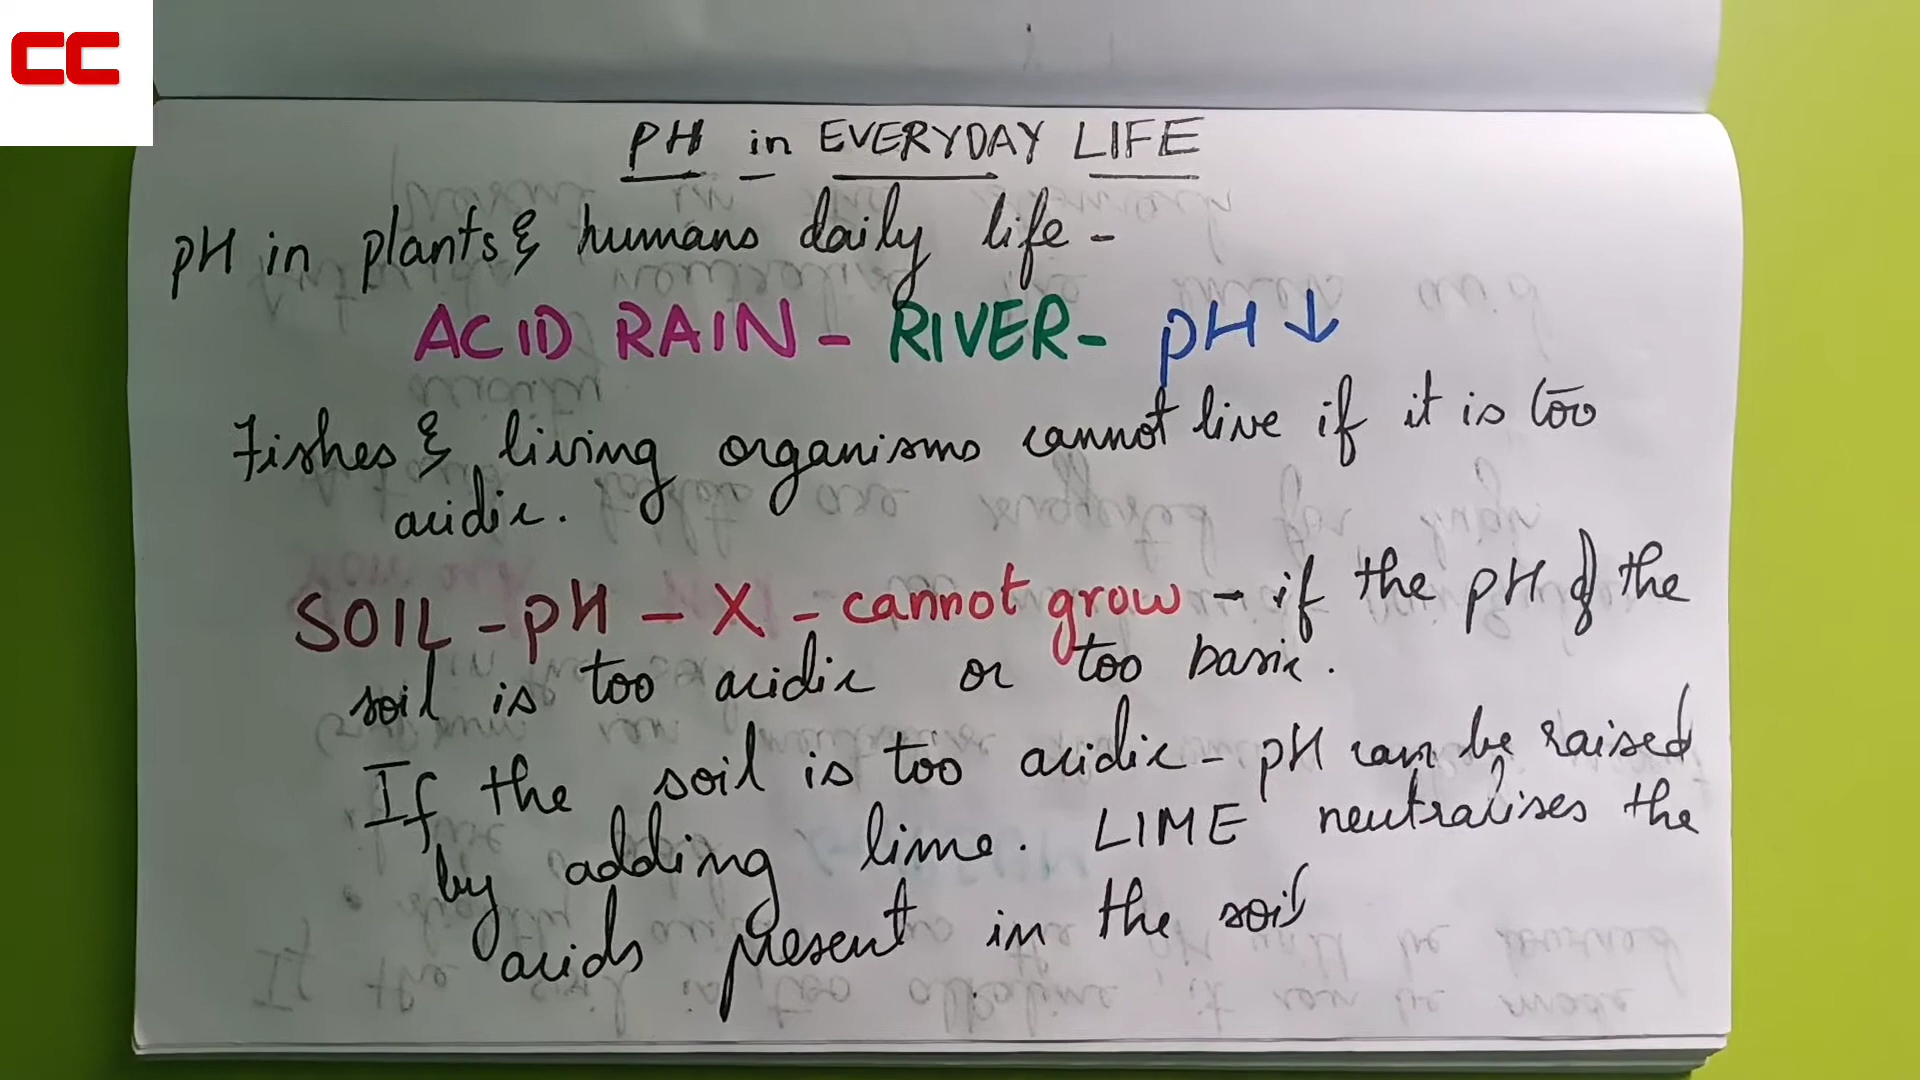 CC
PH in EVERYDAY LIFE
pH in plants & humans daily life -
ACID RAIN - RIVER - pH ↓
Fishes & living organisms cannot live if it is too
acidic.
SOIL - pH - X - cannot grow - if the pH of the
soil is too acidic or too basic.
If the soil is too acidic - pH can be raised
by adding lime. LIME neutralises the
acids present in the soil